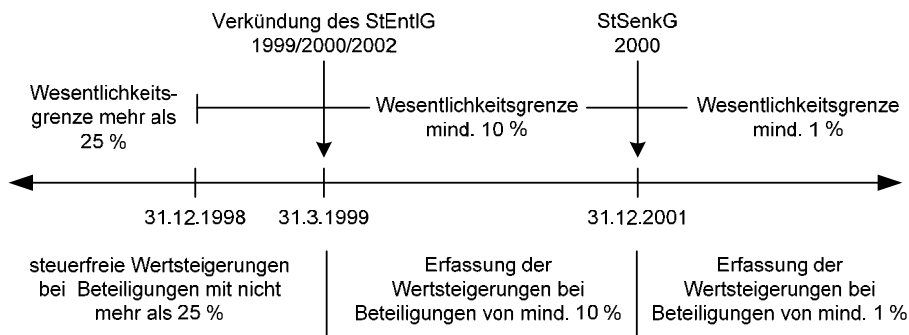 Verkündung des StEntlG
1999/2000/2002
StSenkG
2000
Wesentlichkeits-
grenze mehr als
25 %
Wesentlichkeitsgrenze
mind. 10 %
Wesentlichkeitsgrenze
mind. 1 %
31.12.1998
31.3.1999
31.12.2001
steuerfreie Wertsteigerungen
bei Beteiligungen mit nicht
mehr als 25 %
Erfassung der
Wertsteigerungen bei
Beteiligungen von mind. 10 %
Erfassung der
Wertsteigerungen bei
Beteiligungen von mind. 1 %